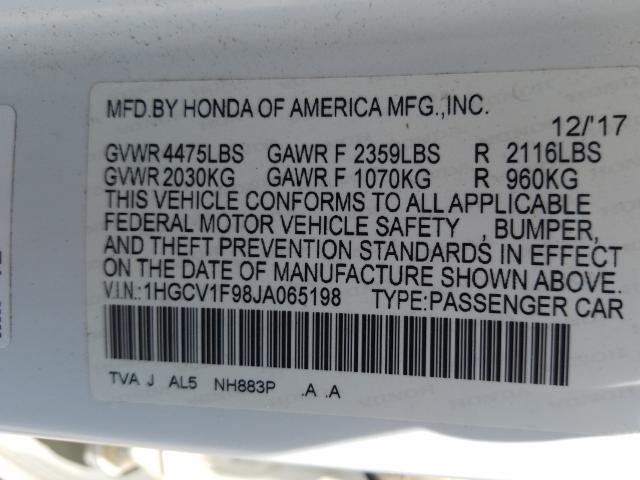 MFD.BY HONDA OF AMERICA MFG.,INC.
12/'17
GVWR 4475LBS GAWR F 2359LBS R 2116LBS
GVWR 2030KG GAWR F 1070KG R 960KG
THIS VEHICLE CONFORMS TO ALL APPLICABLE
FEDERAL MOTOR VEHICLE SAFETY , BUMPER,
AND THEFT PREVENTION STANDARDS IN EFFECT
ON THE DATE OF MANUFACTURE SHOWN ABOVE.
V.I.N.:1HGCV1F98JA065198 TYPE:PASSENGER CAR
TVA J AL5 NH883P .A .A